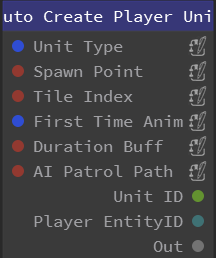 uto Create Player Uni
Unit Type
Spawn Point
Tile Index
First Time Anim
Duration Buff
AI Patrol Path
Unit ID
Player EntityID
Out